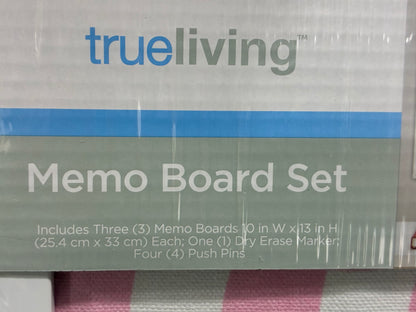 trueliving™
Memo Board Set
Includes Three (3) Memo Boards 10 in W x 13 in H
(25.4 cm x 33 cm) Each; One (1) Dry Erase Marker;
Four (4) Push Pins